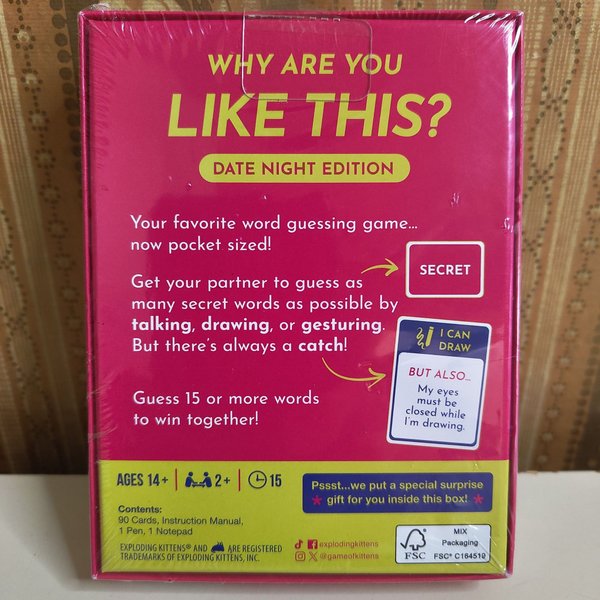 WHY ARE YOU
LIKE THIS?
DATE NIGHT EDITION
Your favorite word guessing game...
now pocket sized!
Get your partner to guess as
many secret words as possible by
talking, drawing, or gesturing.
But there's always a catch!
SECRET
I CAN
DRAW
BUT ALSO...
My eyes
must be
closed while
I'm drawing.
Guess 15 or more words
to win together!
AGES 14+ 2+ 15
Pssst...we put a special surprise
gift for you inside this box!
Contents:
90 Cards, Instruction Manual,
1 Pen, 1 Notepad
EXPLODING KITTENS® AND ARE REGISTERED
TRADEMARKS OF EXPLODING KITTENS, INC.
explodingkittens
@gameofkittens
FSC
MIX
Packaging
FSC® C164519